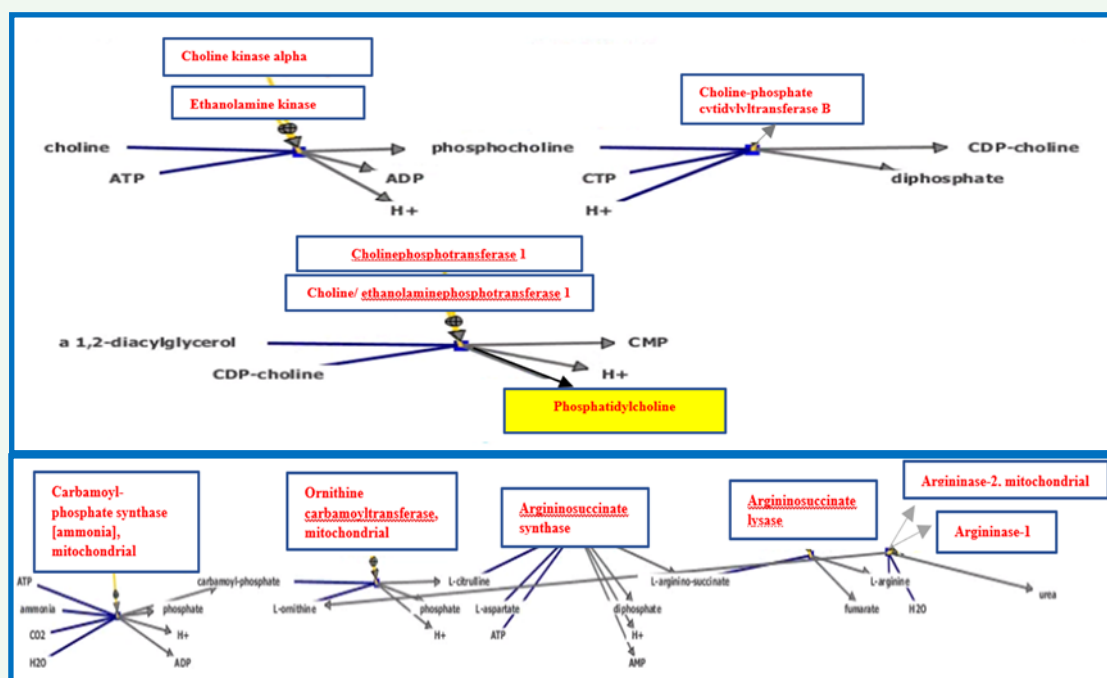 Choline kinase alpha
Ethanolamine kinase
choline
ATP
ADP
H+
phosphocholine
CTP
H+
Choline-phosphate
cytidylyltransferase B
CDP-choline
diphosphate
Cholinephosphotransferase 1
Choline/ ethanolaminephosphotransferase 1
a 1,2-diacylglycerol
CDP-choline
CMP
H+
Phosphatidylcholine
Carbamoyl-
phosphate synthase
[ammonia],
mitochondrial
Ornithine
carbamoyltransferase,
mitochondrial
Argininosuccinate
synthase
Argininosuccinate
lysase
Argininase-2. mitochondrial
Argininase-1
ATP
ammonia
CO2
H2O
carbamoyl-phosphate
phosphate
H+
ADP
L-ornithine
L-citrulline
phosphate
H+
L-aspartate
ATP
L-arginino-succinate
diphosphate
H+
AMP
L-arginine
fumarate
H2O
urea